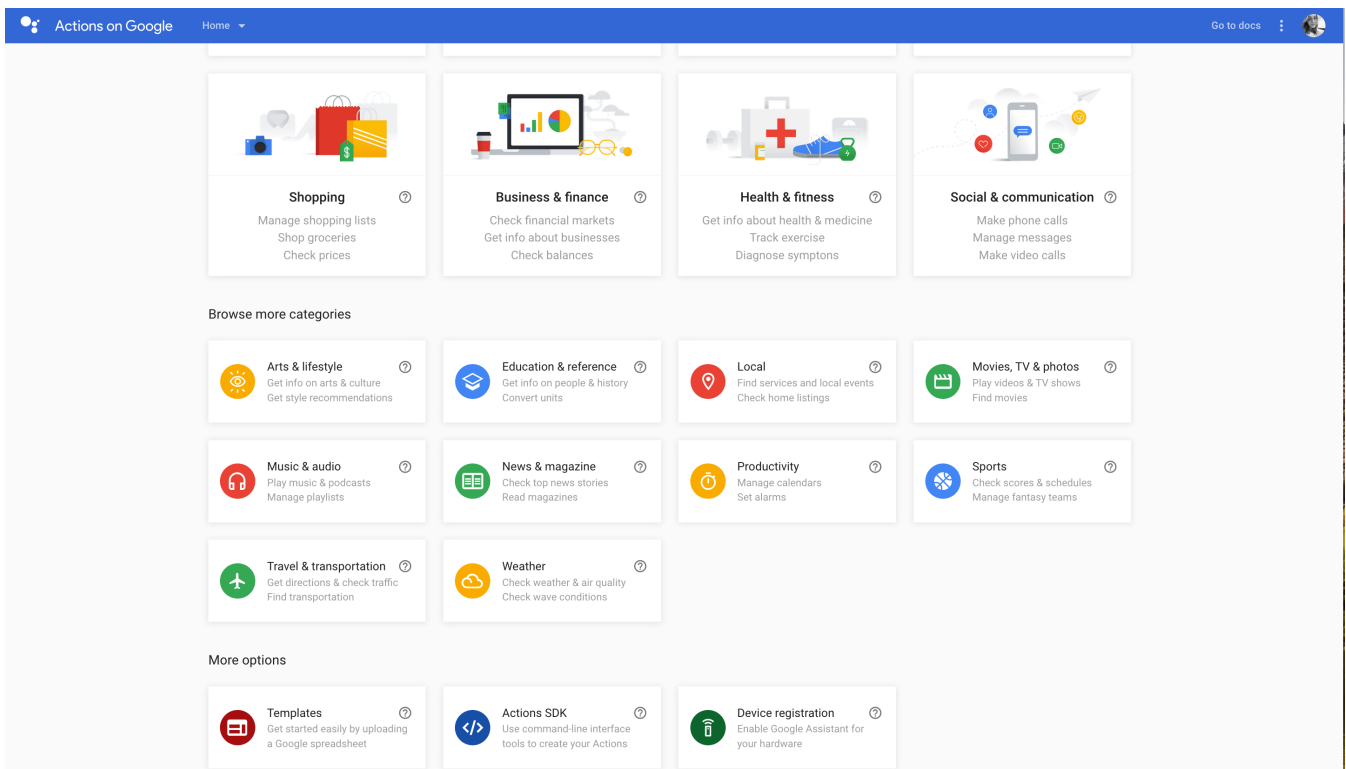 Actions on Google
Home
Go to docs
$
Shopping
Manage shopping lists
Shop groceries
Check prices
Business & finance
Check financial markets
Get info about businesses
Check balances
Health & fitness
Get info about health & medicine
Track exercise
Diagnose symptons
Social & communication
Make phone calls
Manage messages
Make video calls
Browse more categories
Arts & lifestyle
Get info on arts & culture
Get style recommendations
Education & reference
Get info on people & history
Convert units
Local
Find services and local events
Check home listings
Movies, TV & photos
Play videos & TV shows
Find movies
Music & audio
Play music & podcasts
Manage playlists
News & magazine
Check top news stories
Read magazines
Productivity
Manage calendars
Set alarms
Sports
Check scores & schedules
Manage fantasy teams
Travel & transportation
Get directions & check traffic
Find transportation
Weather
Check weather & air quality
Check wave conditions
More options
Templates
Get started easily by uploading
a Google spreadsheet
Actions SDK
Use command-line interface
tools to create your Actions
Device registration
Enable Google Assistant for
your hardware